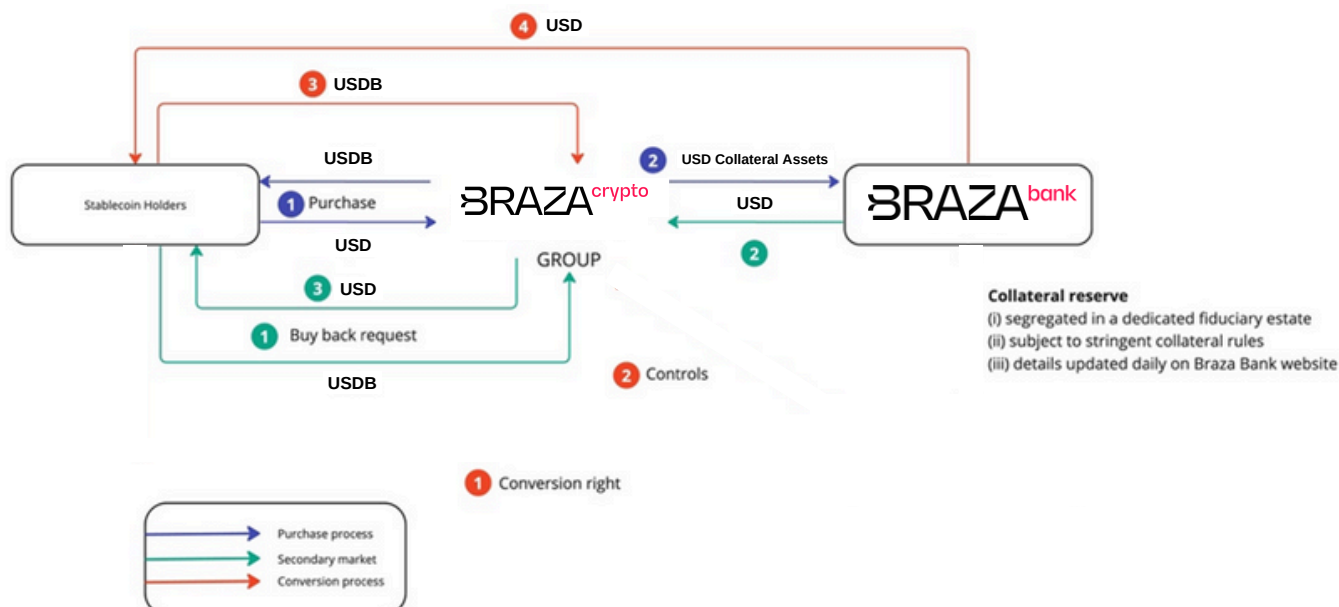 4 USD
3 USDB
USDB
2 USD Collateral Assets
Stablecoin Holders
1 Purchase
BRAZA crypto
USD
BRAZA bank
USD
2
GROUP
3 USD
1 Buy back request
USDB
2 Controls
Collateral reserve
(i) segregated in a dedicated fiduciary estate
(ii) subject to stringent collateral rules
(iii) details updated daily on Braza Bank website
1 Conversion right
Purchase process
Secondary market
Conversion process